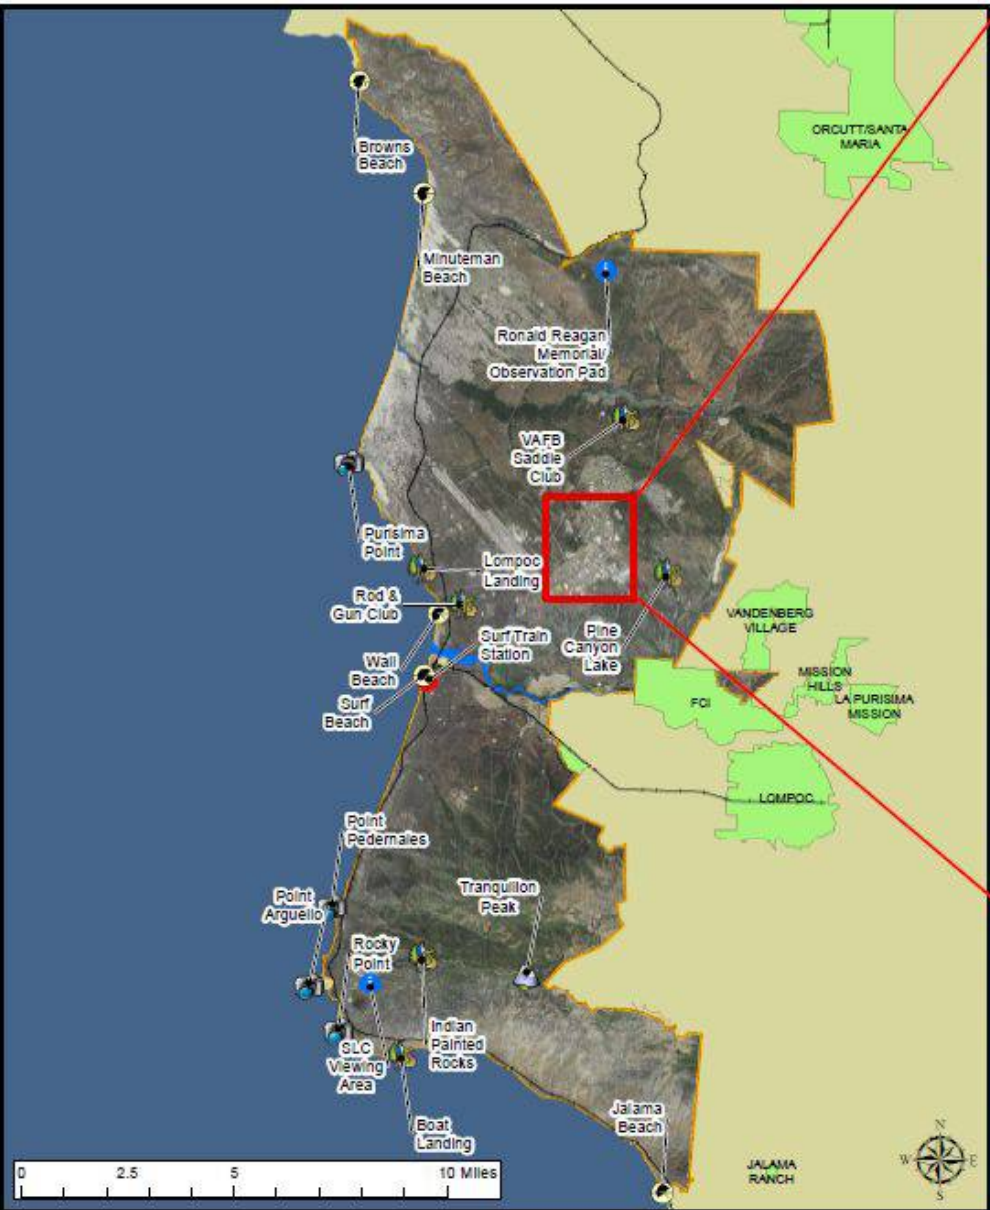 ORCUTT/SANTA
MARIA
Browns
Beach
Minuteman
Beach
Ronald Reagan
Memorial/
Observation Pad
VAFB
Saddle
Club
Purisima
Point
Lompoc
Landing
Rod &
Gun Club
Surf Train
Station
Pine
Canyon
Lake
VANDENBERG
VILLAGE
Wall
Beach
MISSION
HILLS
LA PURISIMA
MISSION
FCI
Surf
Beach
LOMPOC
Point
Pedernales
Tranquillon
Peak
Point
Arguello
Rocky
Point
Indian
Painted
Rocks
SLC
Viewing
Area
Boat
Landing
Jalama
Beach
JALAMA
RANCH
N
W E
S
0 2.5 5 10 Miles